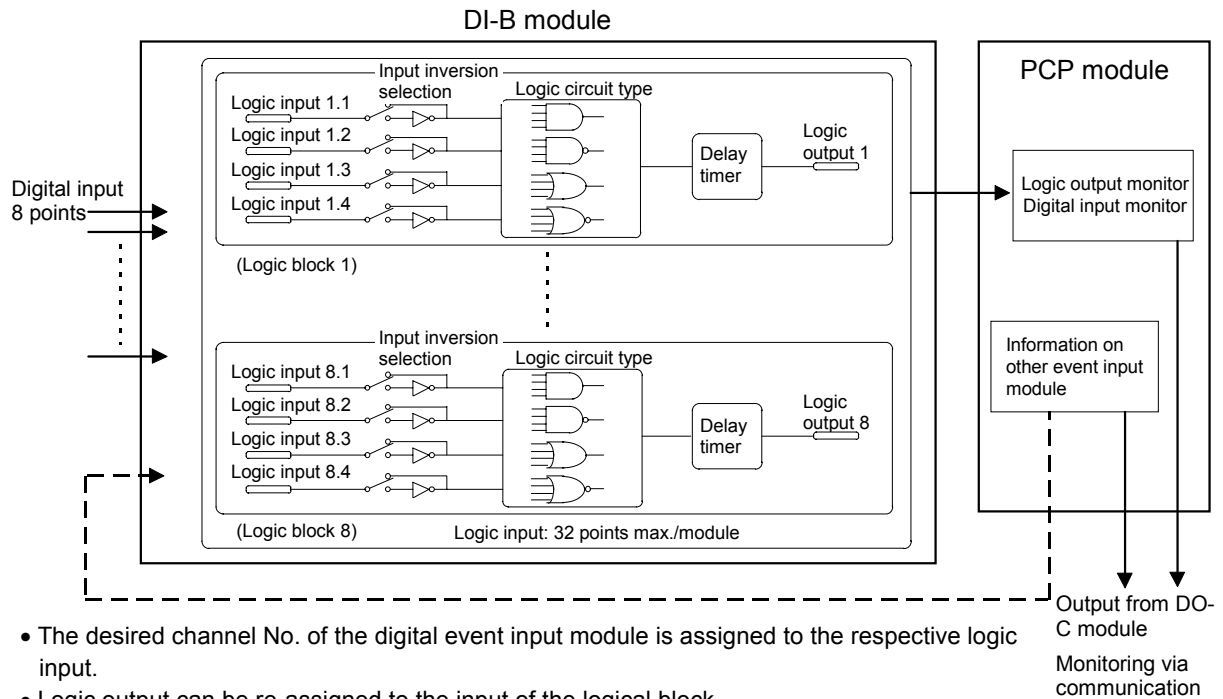 DI-B module
PCP module
Input inversion
selection
Logic circuit type
Logic input 1.1
Logic input 1.2
Logic input 1.3
Logic input 1.4
Delay
timer
Logic
output 1
(Logic block 1)
Digital input
8 points
Logic output monitor
Digital input monitor
Input inversion
selection
Logic circuit type
Logic input 8.1
Logic input 8.2
Logic input 8.3
Logic input 8.4
Delay
timer
Logic
output 8
(Logic block 8)
Logic input: 32 points max./module
Information on
other event input
module
Output from DO-
C module
Monitoring via
communication
• The desired channel No. of the digital event input module is assigned to the respective logic
input.